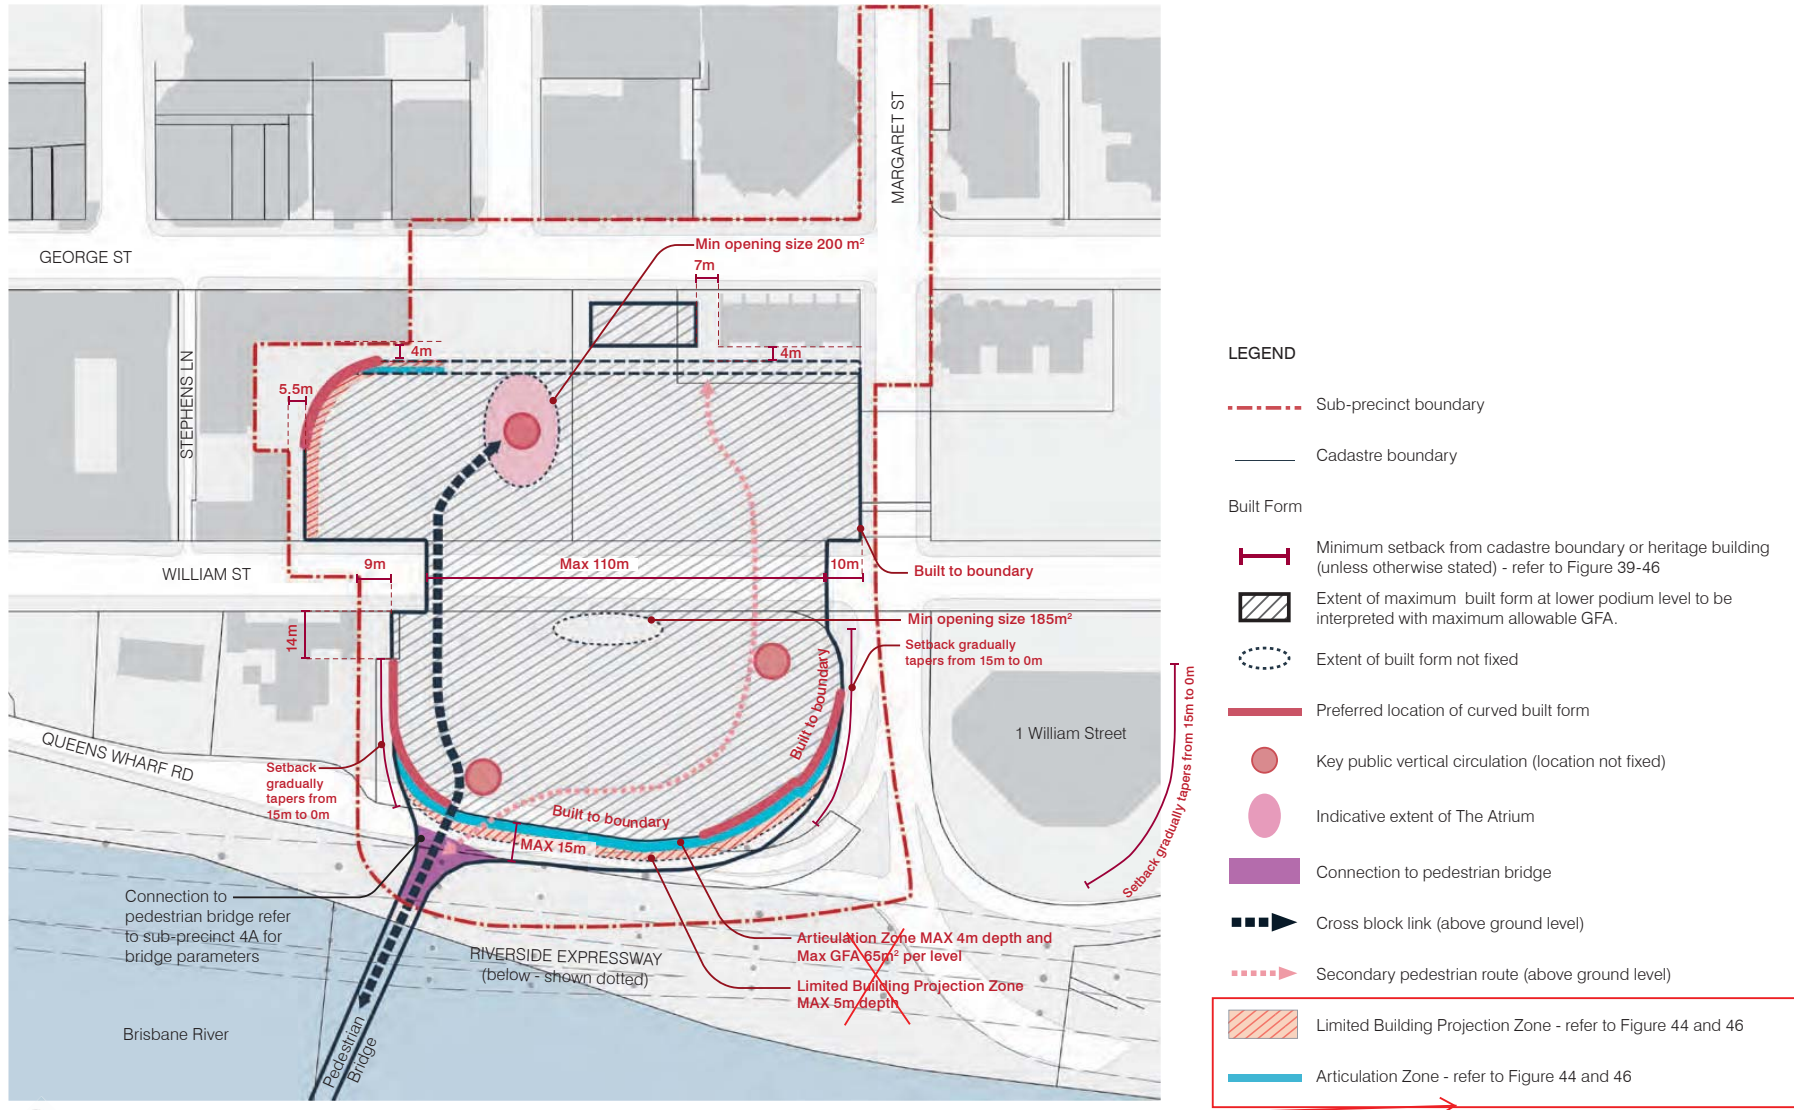 MARGARET ST
GEORGE ST
Min opening size 200 m²
7m
4m
4m
5.5m
STEPHENS LN
WILLIAM ST
9m
Max 110m
10m
Built to boundary
14m
Min opening size 185m²
Setback gradually
tapers from 15m to 0m
Built to boundary
Setback gradually tapers from 15m to 0m
1 William Street
QUEENS WHARF RD
Setback
gradually
tapers from
15m to 0m
Built to boundary
MAX 15m
Connection to
pedestrian bridge refer
to sub-precinct 4A for
bridge parameters
RIVERSIDE EXPRESSWAY
(below - shown dotted)
Articulation Zone MAX 4m depth and
Max GFA 65m² per level
Limited Building Projection Zone
MAX 5m depth
Brisbane River
Pedestrian
Bridge
LEGEND
Sub-precinct boundary
Cadastre boundary
Built Form
Minimum setback from cadastre boundary or heritage building
(unless otherwise stated) - refer to Figure 39-46
Extent of maximum built form at lower podium level to be
interpreted with maximum allowable GFA.
Extent of built form not fixed
Preferred location of curved built form
Key public vertical circulation (location not fixed)
Indicative extent of The Atrium
Connection to pedestrian bridge
Cross block link (above ground level)
Secondary pedestrian route (above ground level)
Limited Building Projection Zone - refer to Figure 44 and 46
Articulation Zone - refer to Figure 44 and 46